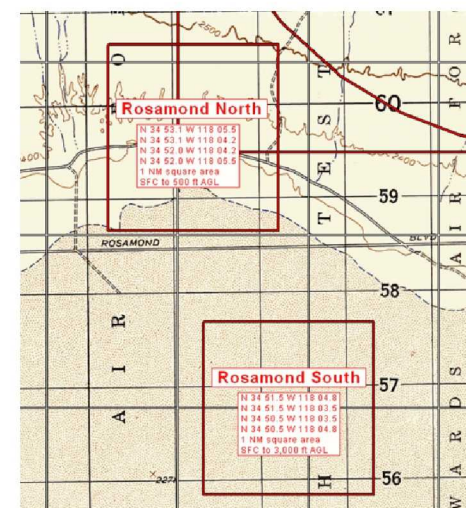 57
2500
60
Rosamond North
N 34 53.1 W 118 05.5
N 34 53.1 W 118 04.2
N 34 52.0 W 118 04.2
N 34 52.0 W 118 05.5
1 NM square area
SFC to 500 ft AGL
2400
59
ROSAMOND
BLVD
58
57
Rosamond South
N 34 51.5 W 118 04.8
N 34 51.5 W 118 03.5
N 34 50.5 W 118 03.5
N 34 50.5 W 118 04.8
1 NM square area
SFC to 3,000 ft AGL
2271
56
O
A I R
T E S T
H
F O R
A I R
W A R D S